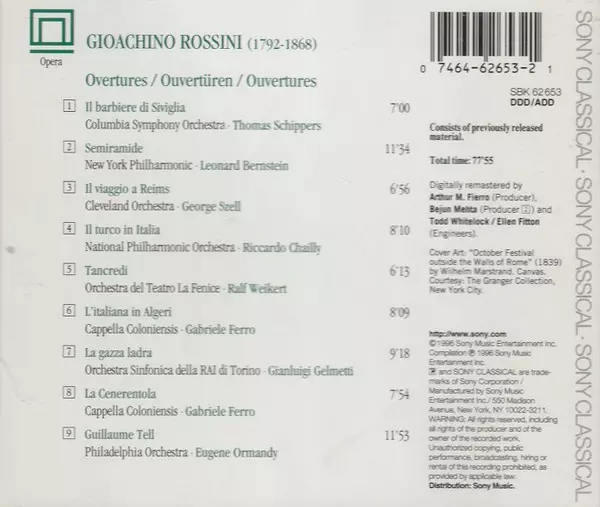 Opera
GIOACHINO ROSSINI (1792-1868)
Overtures / Ouvertüren / Ouvertures
1 Il barbiere di Siviglia 7'00
Columbia Symphony Orchestra · Thomas Schippers
2 Semiramide 11'34
New York Philharmonic · Leonard Bernstein
3 Il viaggio a Reims 6'56
Cleveland Orchestra · George Szell
4 Il turco in Italia 8'10
National Philharmonic Orchestra · Riccardo Chailly
5 Tancredi 6'13
Orchestra del Teatro La Fenice · Ralf Weikert
6 L'italiana in Algeri 8'09
Cappella Coloniensis · Gabriele Ferro
7 La gazza ladra 9'18
Orchestra Sinfonica della RAI di Torino · Gianluigi Gelmetti
8 La Cenerentola 7'54
Cappella Coloniensis · Gabriele Ferro
9 Guillaume Tell 11'53
Philadelphia Orchestra · Eugene Ormandy
0 7464-62653-2 1
SBK 62653
DDD/ADD
Consists of previously released
material.
Total time: 77'55
Digitally remastered by
Arthur M. Fierro (Producer),
Bejun Mehta (Producer 2) and
Todd Whitelock / Ellen Fitton
(Engineers).
Cover Art: "October Festival
outside the Walls of Rome" (1839)
by Wilhelm Marstrand. Canvas.
Courtesy: The Granger Collection,
New York City.
http://www.sony.com
©1996 Sony Music Entertainment Inc.
Compilation ℗ 1996 Sony Music
Entertainment Inc.
and SONY CLASSICAL are trade-
marks of Sony Corporation /
Manufactured by Sony Music
Entertainment Inc. / 550 Madison
Avenue, New York, NY 10022-3211.
WARNING: All rights reserved, including
all rights of the producer and of the
owner of the recorded work.
Unauthorized copying, public
performance, broadcasting, hiring or
rental of this recording prohibited, as
provided by applicable law.
Distribution: Sony Music.
SONY CLASSICAL · SONY CLASSICAL · SONY CLASSICAL · SONY CLASSICAL